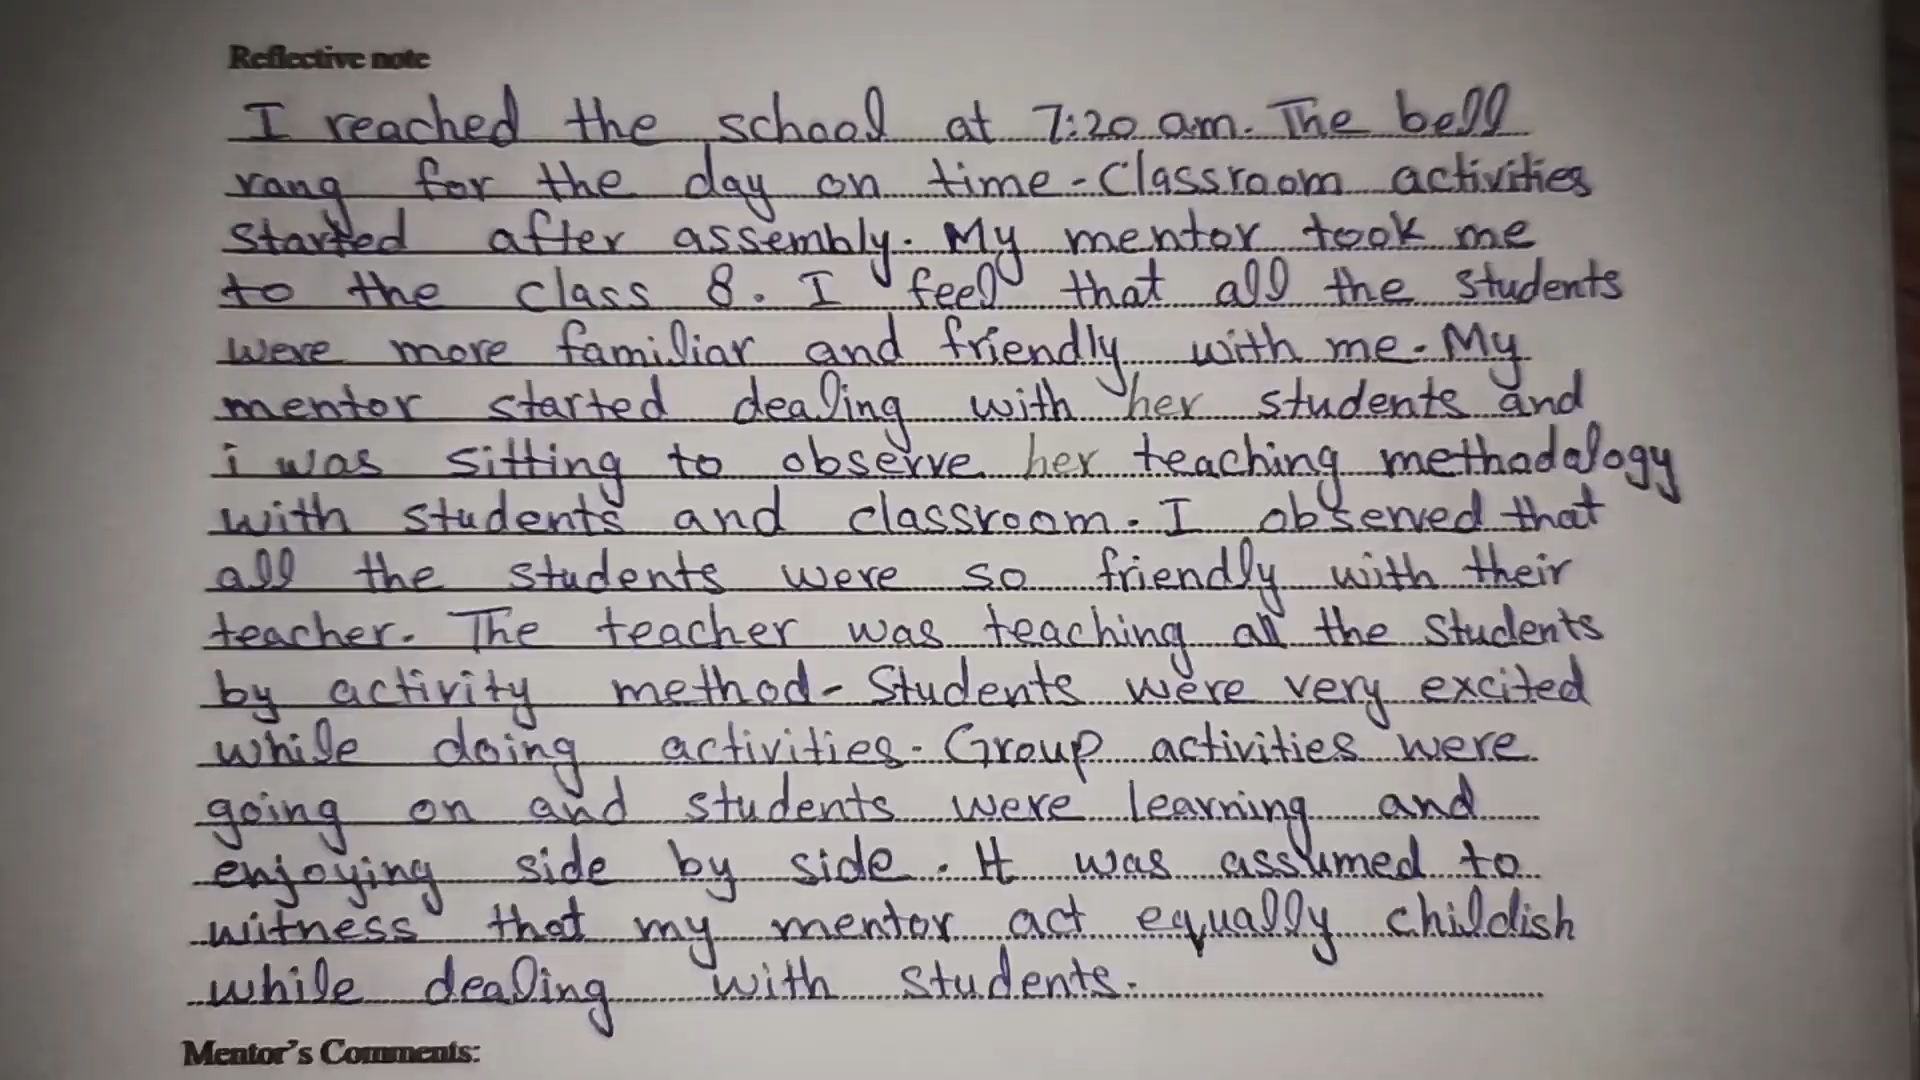 Reflective note
I reached the school at 7:20 am. The bell
rang for the day on time - Classroom activities
started after assembly. My mentor took me
to the class 8. I feel that all the students
were more familiar and friendly with me. My
mentor started dealing with her students and
i was sitting to observe her teaching methodology
with students and classroom. I observed that
all the students were so friendly with their
teacher. The teacher was teaching all the students
by activity method - Students were very excited
while doing activities. Group activities were
going on and students were learning and
enjoying side by side. It was assumed to
witness that my mentor act equally childish
while dealing with students.
Mentor's Comments: